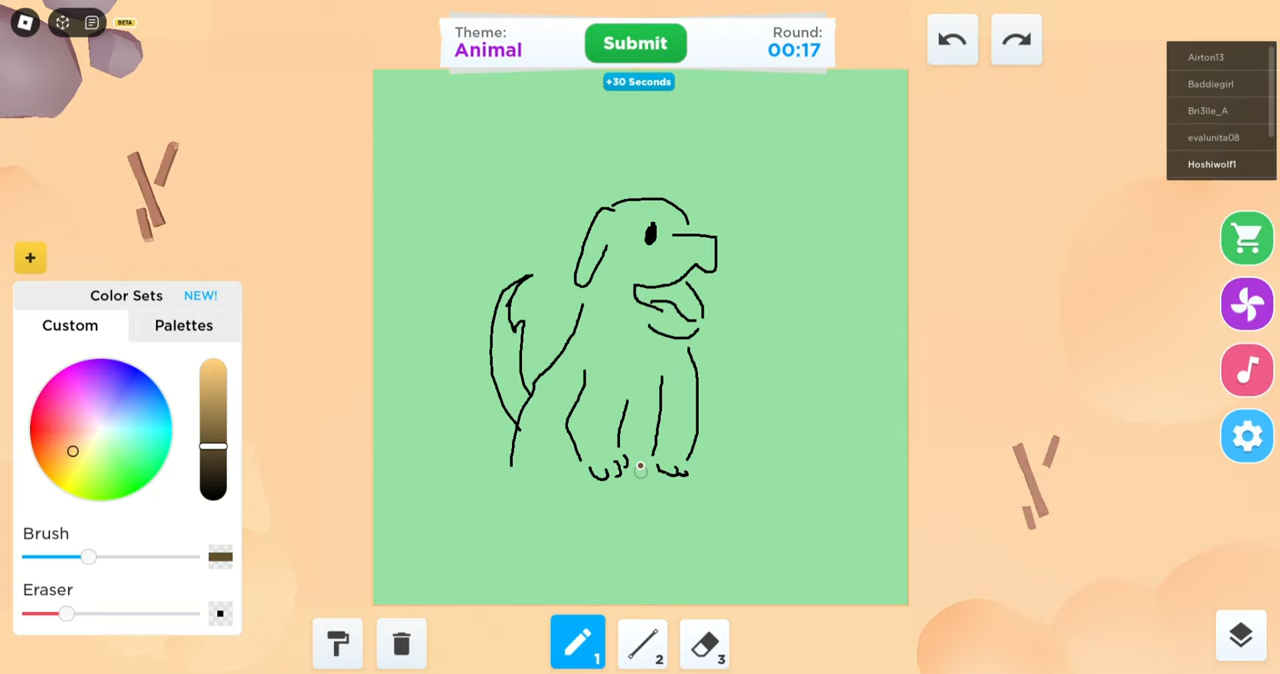 BETA
Theme:
Animal
Submit
Round:
00:17
+30 Seconds
Airton13
Baddiegirl
Bri3lle_A
evalunita08
Hoshiwolf1
+
Color Sets NEW!
Custom Palettes
Brush
Eraser
1
2
3